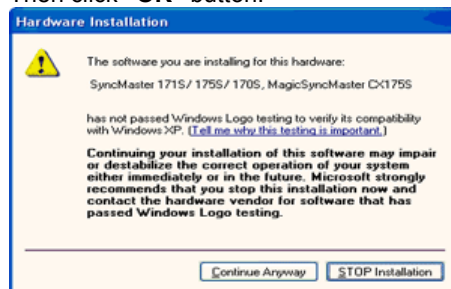 Then click "OK" button.
Hardware Installation
The software you are installing for this hardware:
SyncMaster 171S/ 175S/ 170S, MagicSyncMaster CX175S
has not passed Windows Logo testing to verify its compatibility
with Windows XP. (Tell me why this testing is important.)
Continuing your installation of this software may impair
or destabilize the correct operation of your system
either immediately or in the future. Microsoft strongly
recommends that you stop this installation now and
contact the hardware vendor for software that has
passed Windows Logo testing.
Continue Anyway
STOP Installation